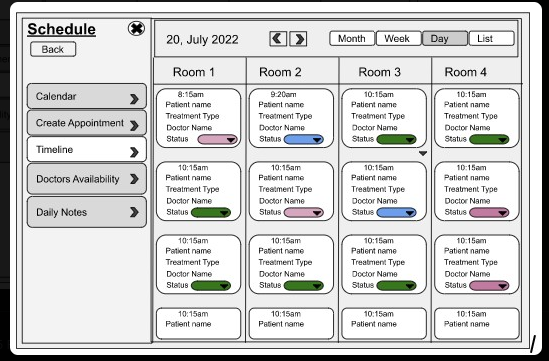 Schedule
Back
Calendar
Create Appointment
Timeline
Doctors Availability
Daily Notes
20, July 2022
Month Week Day List
Room 1 Room 2 Room 3 Room 4
8:15am 9:20am 10:15am 10:15am
Patient name Patient name Patient name Patient name
Treatment Type Treatment Type Treatment Type Treatment Type
Doctor Name Doctor Name Doctor Name Doctor Name
Status Status Status Status
10:15am 10:15am 10:15am 10:15am
Patient name Patient name Patient name Patient name
Treatment Type Treatment Type Treatment Type Treatment Type
Doctor Name Doctor Name Doctor Name Doctor Name
Status Status Status Status
10:15am 10:15am 10:15am 10:15am
Patient name Patient name Patient name Patient name
Treatment Type Treatment Type Treatment Type Treatment Type
Doctor Name Doctor Name Doctor Name Doctor Name
Status Status Status Status
10:15am 10:15am 10:15am 10:15am
Patient name Patient name Patient name Patient name